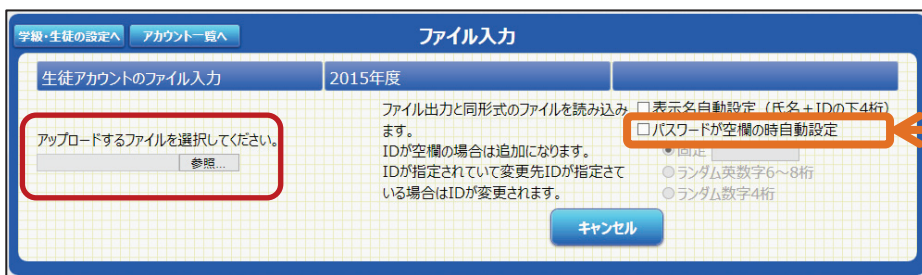 学級・生徒の設定へ アカウント一覧へ ファイル入力
生徒アカウントのファイル入力 2015年度
アップロードするファイルを選択してください。
参照...
ファイル出力と同形式のファイルを読み込み
ます。
IDが空欄の場合は追加になります。
IDが指定されていて変更先IDが指定さて
いる場合はIDが変更されます。
表示名自動設定（氏名＋IDの下4桁）
パスワードが空欄の時自動設定
固定
ランダム英数字6～8桁
ランダム数字4桁
キャンセル